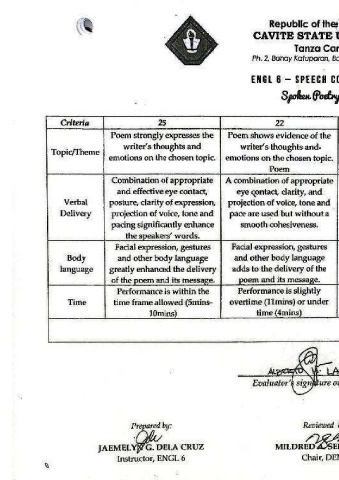 Republic of the
CAVITE STATE U
Tanza Car
Ph. 2, Bahay Katuparan, Ba
ENGL 6 – SPEECH CO
Spoken Poetry
Criteria 25 22
Topic/Theme
Poem strongly expresses the
writer's thoughts and
emotions on the chosen topic.
Poem shows evidence of the
writer's thoughts and
emotions on the chosen topic.
Poem
Verbal
Delivery
Combination of appropriate
and effective eye contact,
posture, clarity of expression,
projection of voice, tone and
pacing significantly enhance
the speakers' words.
A combination of appropriate
eye contact, clarity, and
projection of voice, tone and
pace are used but without a
smooth cohesiveness.
Body
language
Facial expression, gestures
and other body language
greatly enhanced the delivery
of the poem and its message.
Facial expression, gestures
and other body language
adds to the delivery of the
poem and its message.
Time
Performance is within the
time frame allowed (5mins-
10mins)
Performance is slightly
overtime (11mins) or under
time (4mins)
LA
Evaluator's signature ov
Prepared by:
JAEMELYN G. DELA CRUZ
Instructor, ENGL 6
Reviewed
MILDRED A. SE
Chair, DE